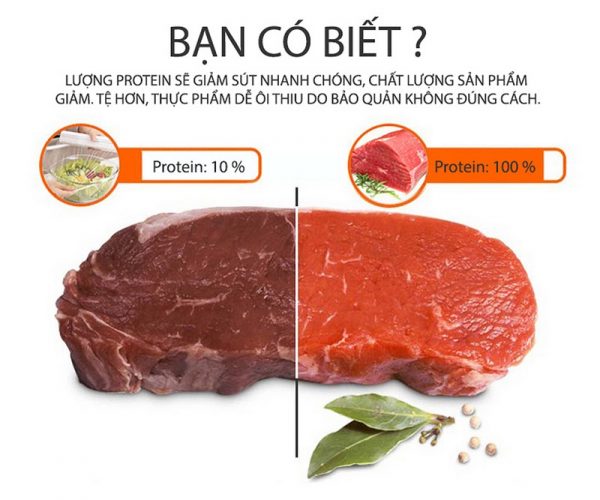 BẠN CÓ BIẾT ?
LƯỢNG PROTEIN SẼ GIẢM SÚT NHANH CHÓNG, CHẤT LƯỢNG SẢN PHẨM
GIẢM. TỆ HƠN, THỰC PHẨM DỄ ÔI THIU DO BẢO QUẢN KHÔNG ĐÚNG CÁCH.
Protein: 10 %
Protein: 100 %